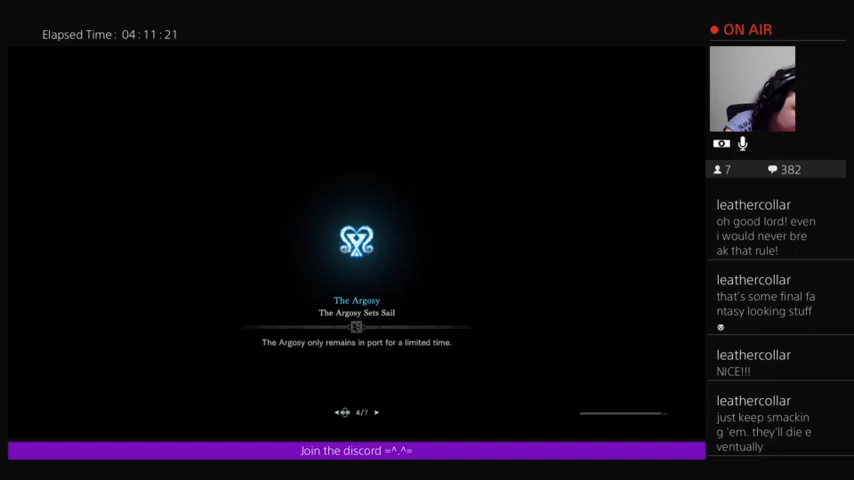 Elapsed Time: 04:11:21
ON AIR
7
382
leathercollar
oh good lord! even
i would never bre
ak that rule!
leathercollar
that's some final fa
ntasy looking stuff
leathercollar
NICE!!!
leathercollar
just keep smackin
g 'em. they'll die e
ventually
The Argosy
The Argosy Sets Sail
The Argosy only remains in port for a limited time.
4/7
Join the discord =^.^=